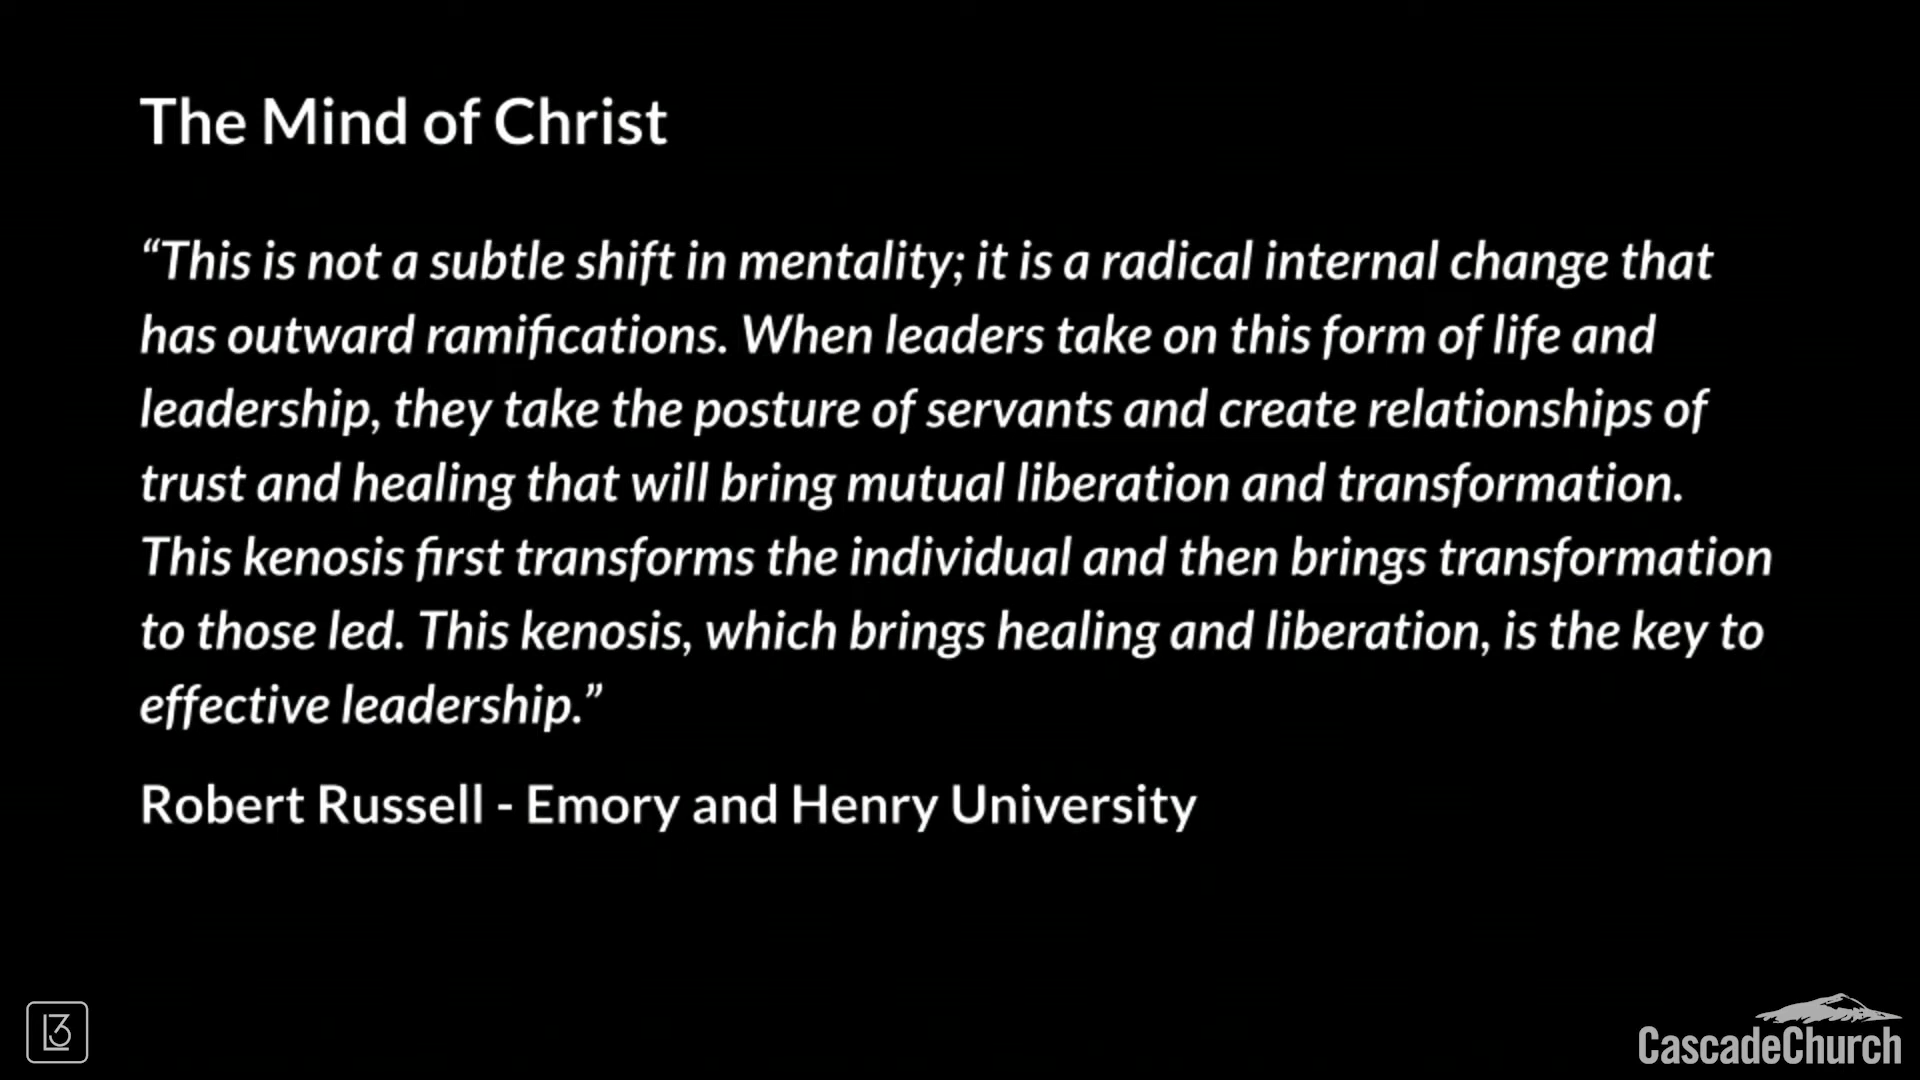 The Mind of Christ
“This is not a subtle shift in mentality; it is a radical internal change that
has outward ramifications. When leaders take on this form of life and
leadership, they take the posture of servants and create relationships of
trust and healing that will bring mutual liberation and transformation.
This kenosis first transforms the individual and then brings transformation
to those led. This kenosis, which brings healing and liberation, is the key to
effective leadership.”
Robert Russell - Emory and Henry University
L3
CascadeChurch